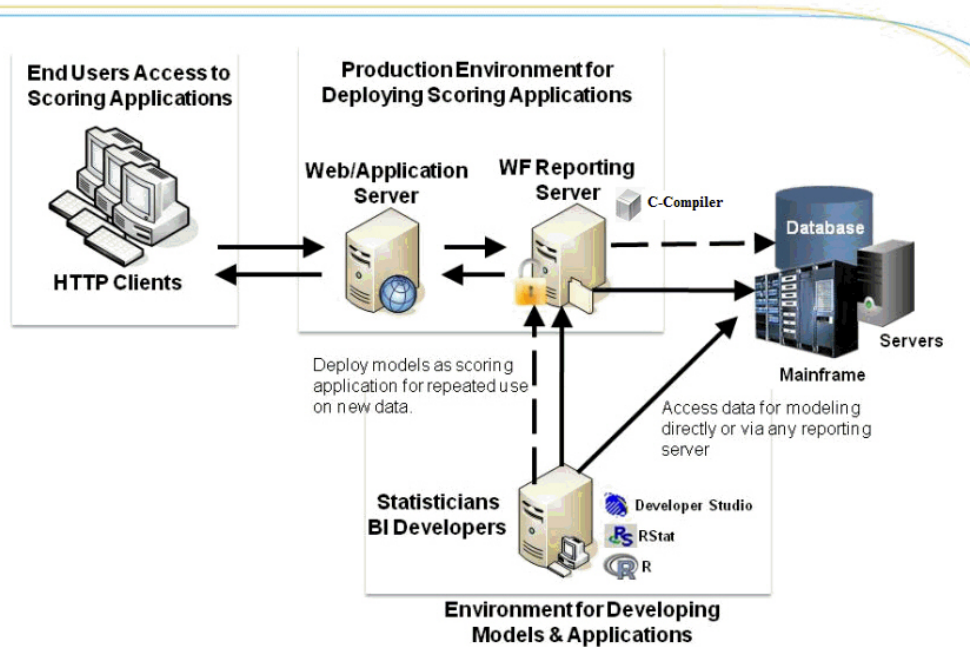 End Users Access to
Scoring Applications
HTTP Clients
Production Environment for
Deploying Scoring Applications
Web/Application
Server
WF Reporting
Server
C-Compiler
Database
Servers
Mainframe
Deploy models as scoring
application for repeated use
on new data.
Access data for modeling
directly or via any reporting
server
Statisticians
BI Developers
Developer Studio
RS RStat
R R
Environment for Developing
Models & Applications